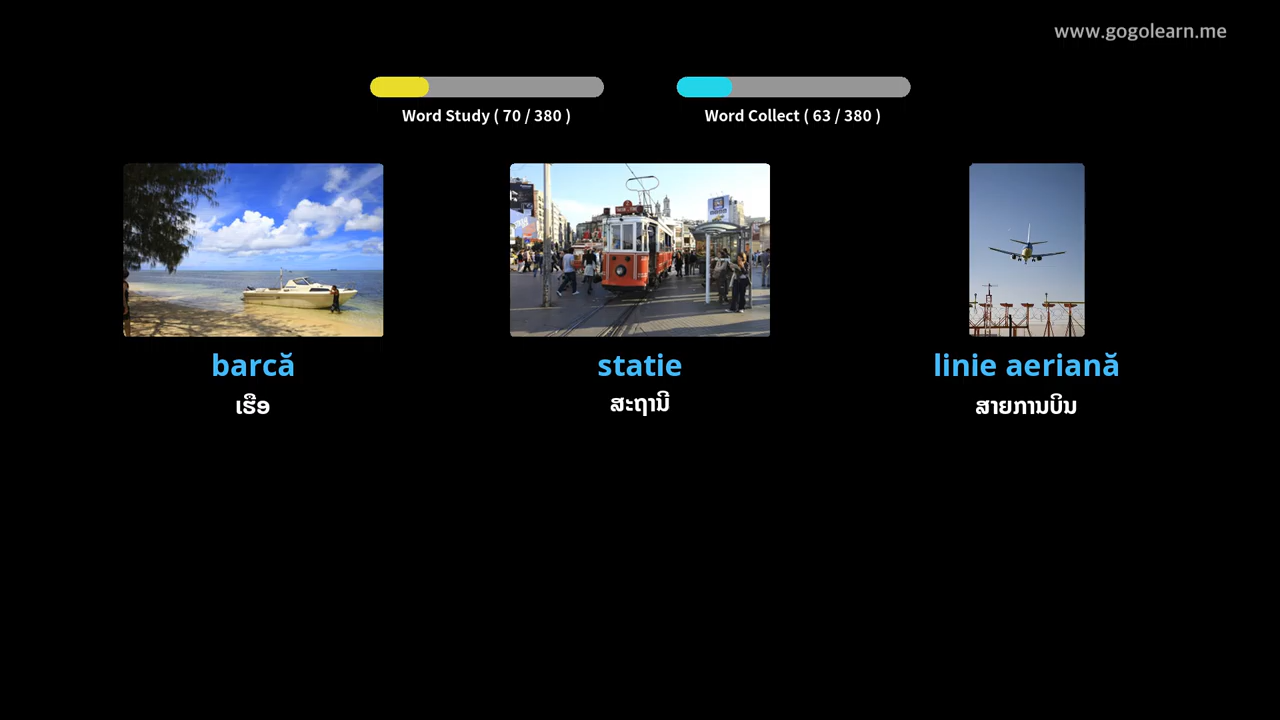 www.gogolearn.me
Word Study ( 70 / 380 )
Word Collect ( 63 / 380 )
barcă
statie
linie aeriană
ເຮືອ
ສະຖານີ
ສາຍການບິນ